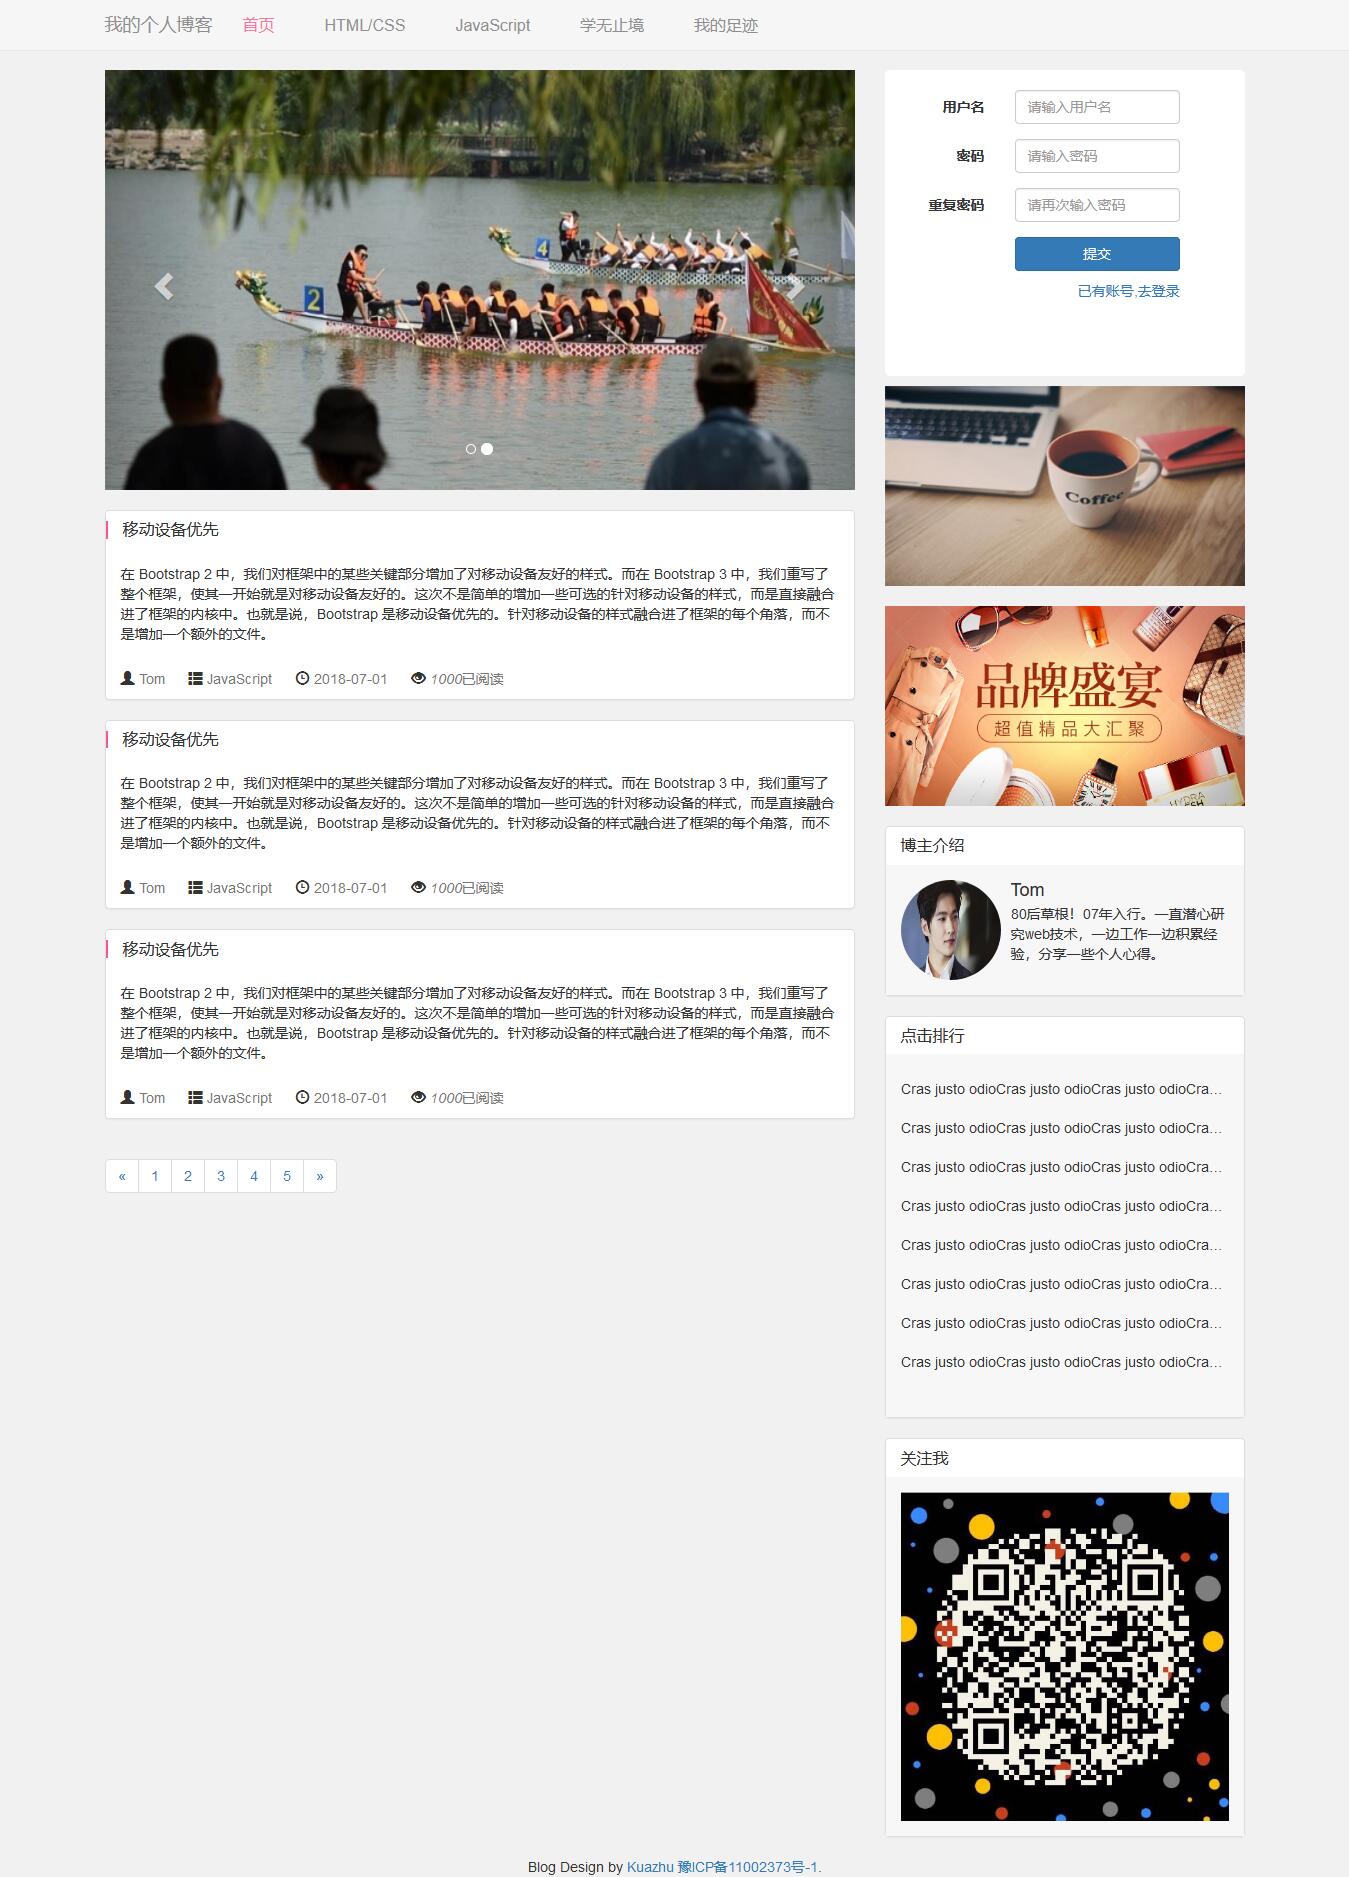 我的个人博客 首页 HTML/CSS JavaScript 学无止境 我的足迹
2
4
移动设备优先
在 Bootstrap 2 中，我们对框架中的某些关键部分增加了对移动设备友好的样式。而在 Bootstrap 3 中，我们重写了
整个框架，使其一开始就是对移动设备友好的。这次不是简单的增加一些可选的针对移动设备的样式，而是直接融合
进了框架的内核中。也就是说，Bootstrap 是移动设备优先的。针对移动设备的样式融合进了框架的每个角落，而不
是增加一个额外的文件。
Tom JavaScript 2018-07-01 1000已阅读
移动设备优先
在 Bootstrap 2 中，我们对框架中的某些关键部分增加了对移动设备友好的样式。而在 Bootstrap 3 中，我们重写了
整个框架，使其一开始就是对移动设备友好的。这次不是简单的增加一些可选的针对移动设备的样式，而是直接融合
进了框架的内核中。也就是说，Bootstrap 是移动设备优先的。针对移动设备的样式融合进了框架的每个角落，而不
是增加一个额外的文件。
Tom JavaScript 2018-07-01 1000已阅读
移动设备优先
在 Bootstrap 2 中，我们对框架中的某些关键部分增加了对移动设备友好的样式。而在 Bootstrap 3 中，我们重写了
整个框架，使其一开始就是对移动设备友好的。这次不是简单的增加一些可选的针对移动设备的样式，而是直接融合
进了框架的内核中。也就是说，Bootstrap 是移动设备优先的。针对移动设备的样式融合进了框架的每个角落，而不
是增加一个额外的文件。
Tom JavaScript 2018-07-01 1000已阅读
« 1 2 3 4 5 »
用户名 请输入用户名
密码 请输入密码
重复密码 请再次输入密码
提交
已有账号,去登录
Coffee
品牌盛宴
超值精品大汇聚
博主介绍
Tom
80后草根！07年入行。一直潜心研
究web技术，一边工作一边积累经
验，分享一些个人心得。
点击排行
Cras justo odioCras justo odioCras justo odioCra...
Cras justo odioCras justo odioCras justo odioCra...
Cras justo odioCras justo odioCras justo odioCra...
Cras justo odioCras justo odioCras justo odioCra...
Cras justo odioCras justo odioCras justo odioCra...
Cras justo odioCras justo odioCras justo odioCra...
Cras justo odioCras justo odioCras justo odioCra...
Cras justo odioCras justo odioCras justo odioCra...
关注我
Blog Design by Kuazhu 豫ICP备11002373号-1.